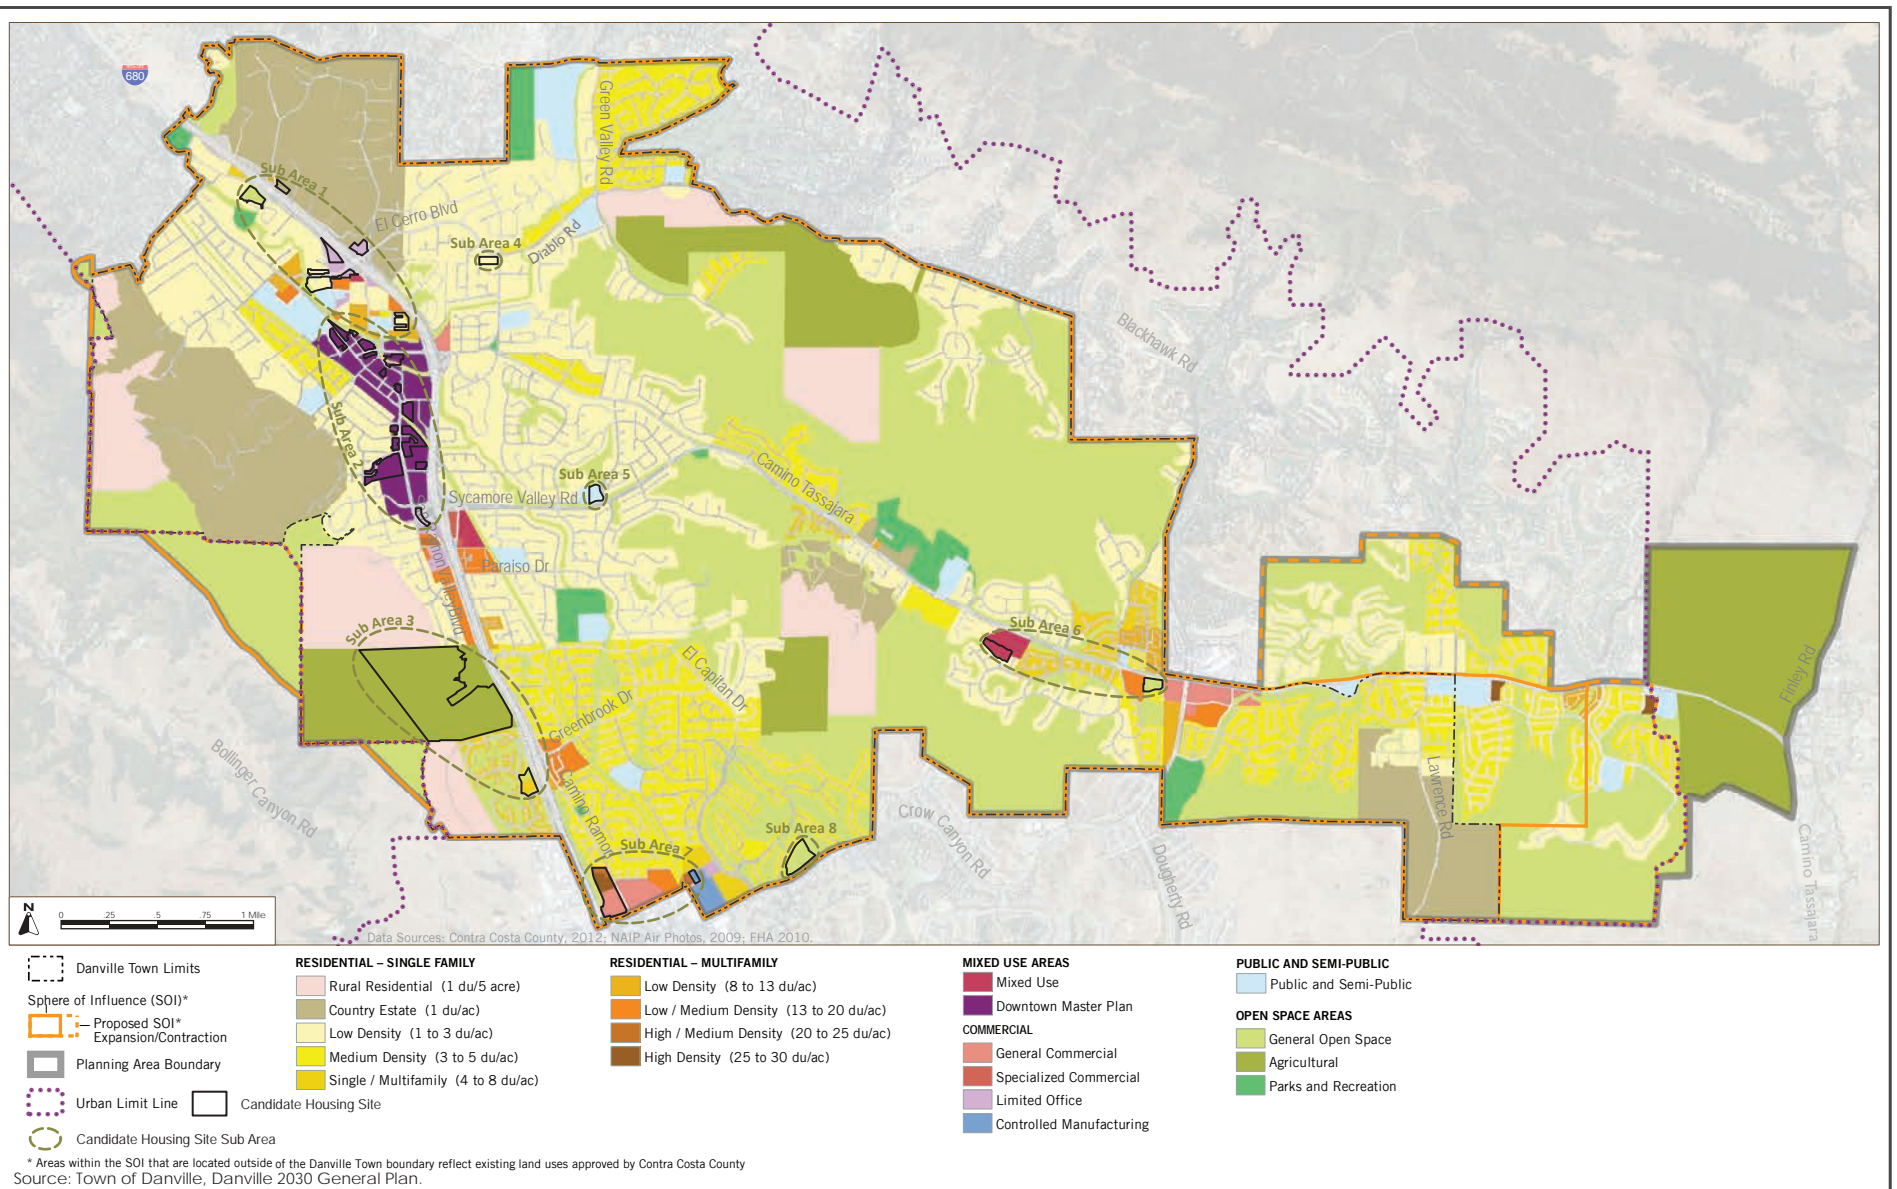 680
Green Valley Rd
Sub Area 1
El Cerro Blvd
Sub Area 4
Diablo Rd
Blackhawk Rd
Sub Area 2
Camino Tassajara
Sub Area 5
Sycamore Valley Rd
Paraiso Dr
Sub Area 3
Sub Area 6
El Capitan Dr
Greenbrook Dr
Finley Rd
Bollinger Canyon Rd
Camino Ramon
Lawrence Rd
Crow Canyon Rd
Dougherty Rd
Camino Tassajara
Sub Area 7
Sub Area 8
N
0 .25 .5 .75 1 Mile
Data Sources: Contra Costa County, 2012; NAIP Air Photos, 2009; FHA 2010.
Danville Town Limits
Sphere of Influence (SOI)*
Proposed SOI*
Expansion/Contraction
Planning Area Boundary
Urban Limit Line
Candidate Housing Site
Candidate Housing Site Sub Area
RESIDENTIAL – SINGLE FAMILY
Rural Residential (1 du/5 acre)
Country Estate (1 du/ac)
Low Density (1 to 3 du/ac)
Medium Density (3 to 5 du/ac)
Single / Multifamily (4 to 8 du/ac)
RESIDENTIAL – MULTIFAMILY
Low Density (8 to 13 du/ac)
Low / Medium Density (13 to 20 du/ac)
High / Medium Density (20 to 25 du/ac)
High Density (25 to 30 du/ac)
MIXED USE AREAS
Mixed Use
Downtown Master Plan
COMMERCIAL
General Commercial
Specialized Commercial
Limited Office
Controlled Manufacturing
PUBLIC AND SEMI-PUBLIC
Public and Semi-Public
OPEN SPACE AREAS
General Open Space
Agricultural
Parks and Recreation
* Areas within the SOI that are located outside of the Danville Town boundary reflect existing land uses approved by Contra Costa County
Source: Town of Danville, Danville 2030 General Plan.